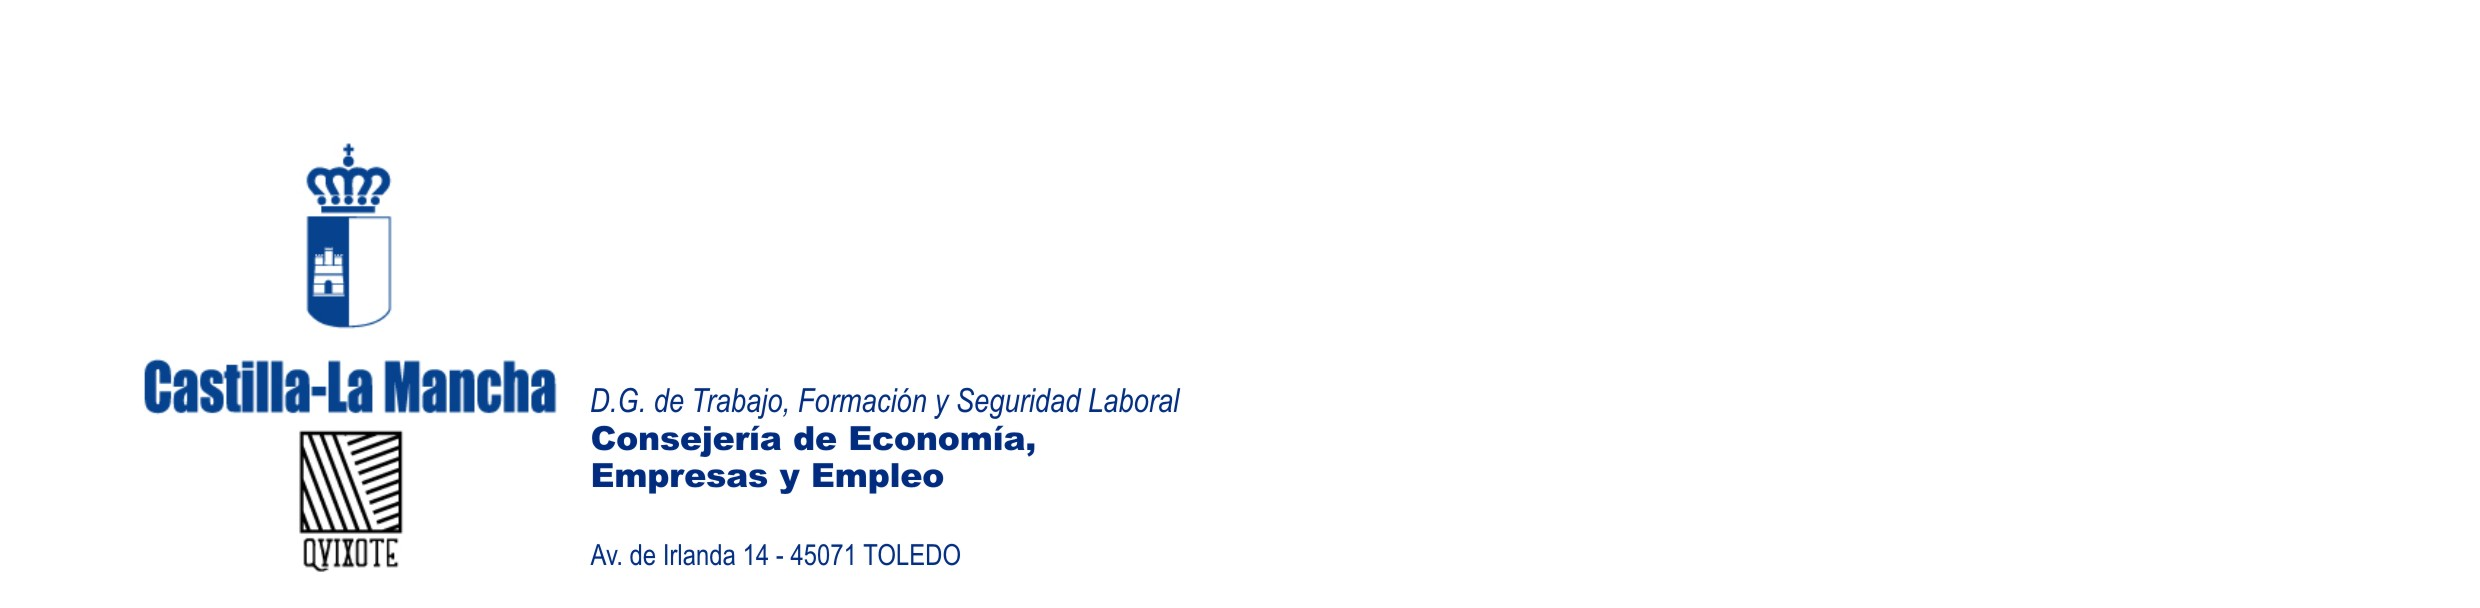 Castilla-La Mancha
QVIXOTE
D.G. de Trabajo, Formación y Seguridad Laboral
Consejería de Economía,
Empresas y Empleo
Av. de Irlanda 14 - 45071 TOLEDO